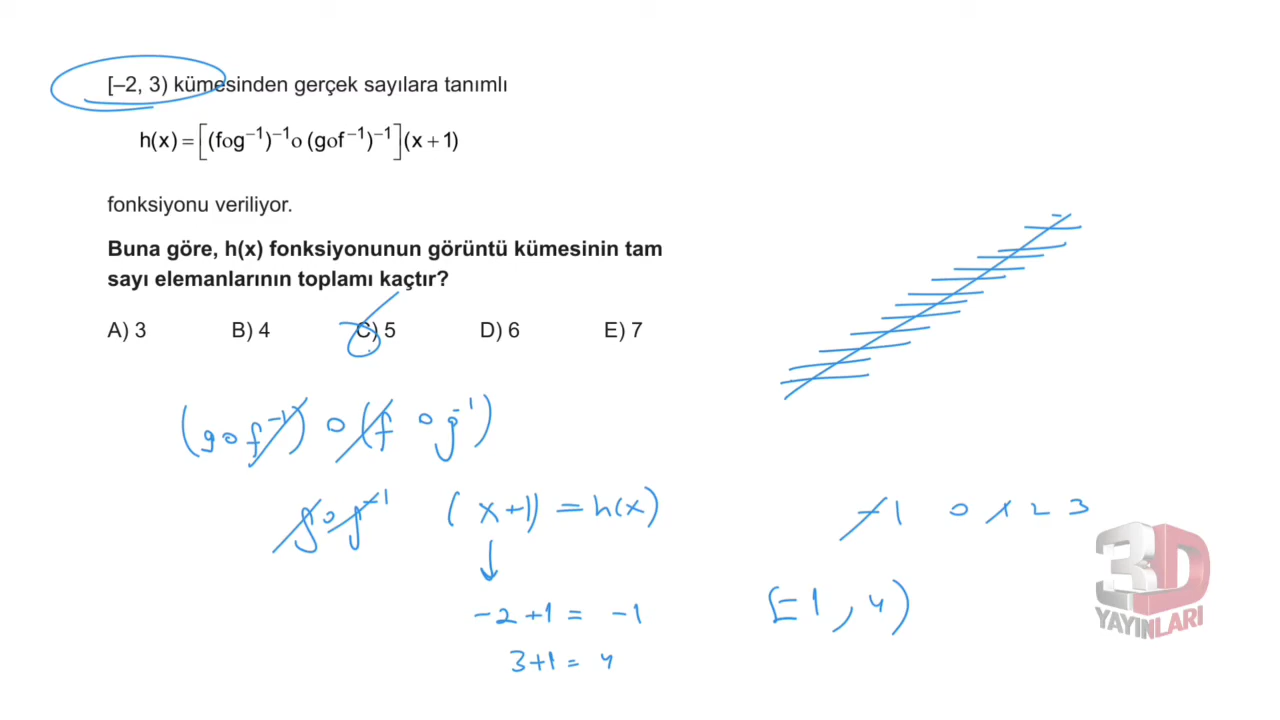 [–2, 3) kümesinden gerçek sayılara tanımlı
h(x) = [(fog⁻¹)⁻¹o (gof⁻¹)⁻¹](x + 1)
fonksiyonu veriliyor.
Buna göre, h(x) fonksiyonunun görüntü kümesinin tam
sayı elemanlarının toplamı kaçtır?
A) 3 B) 4 C) 5 D) 6 E) 7
(gof⁻¹) o (f o g⁻¹)
g o g⁻¹ (x+1) = h(x)
-1 0 1 2 3
-2+1 = -1
[-1, 4)
3+1 = 4
3D
YAYINLARI